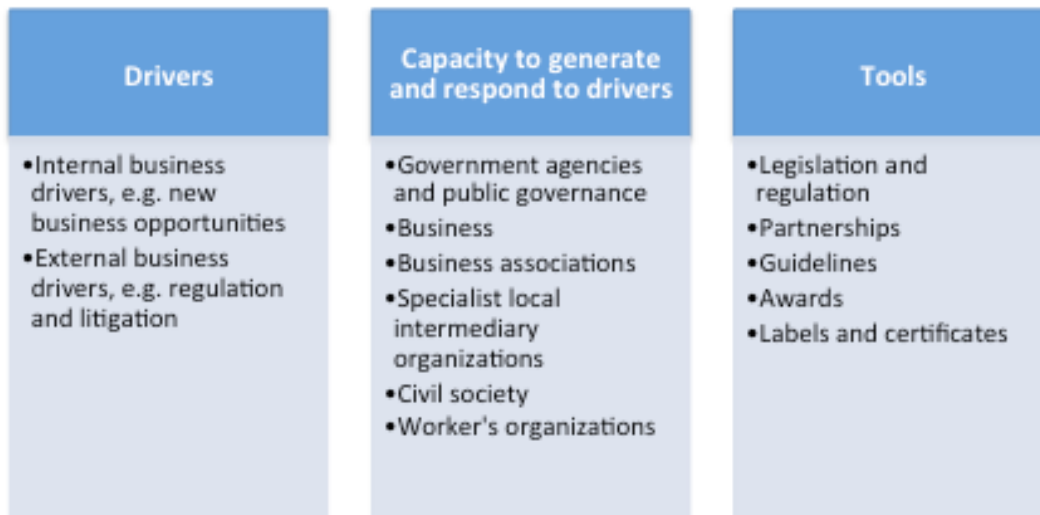 Drivers
•Internal business
drivers, e.g. new
business opportunities
•External business
drivers, e.g. regulation
and litigation
Capacity to generate
and respond to drivers
•Government agencies
and public governance
•Business
•Business associations
•Specialist local
intermediary
organizations
•Civil society
•Worker's organizations
Tools
•Legislation and
regulation
•Partnerships
•Guidelines
•Awards
•Labels and certificates